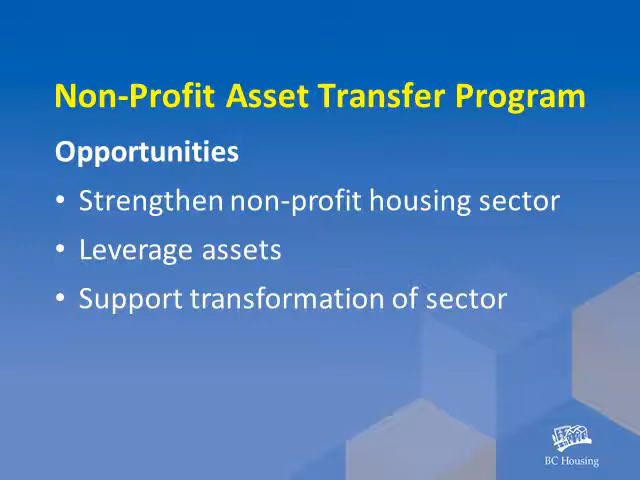 Non-Profit Asset Transfer Program
Opportunities
• Strengthen non-profit housing sector
• Leverage assets
• Support transformation of sector
BC Housing